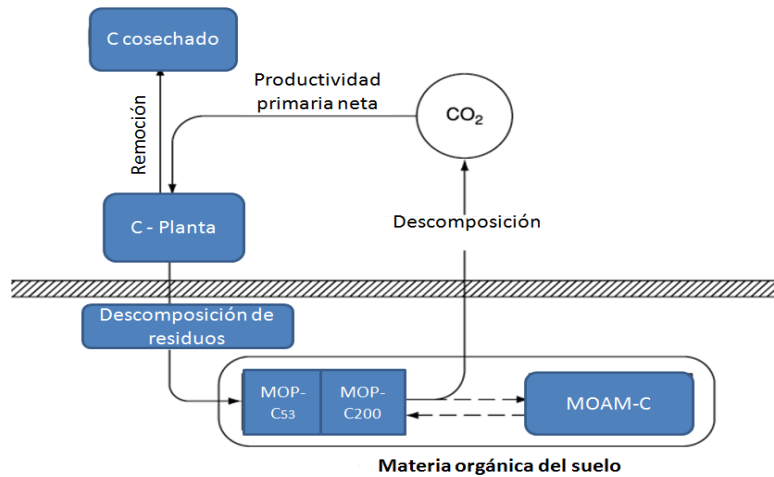 C cosechado
Productividad
primaria neta
CO₂
Remoción
C - Planta
Descomposición
Descomposición de
residuos
MOP-
C53
MOP-
C200
MOAM-C
Materia orgánica del suelo